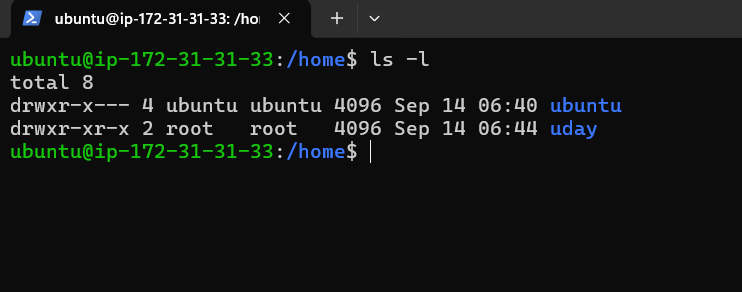 ubuntu@ip-172-31-31-33: /ho
ubuntu@ip-172-31-31-33:/home$ ls -l
total 8
drwxr-x--- 4 ubuntu ubuntu 4096 Sep 14 06:40 ubuntu
drwxr-xr-x 2 root   root   4096 Sep 14 06:44 uday
ubuntu@ip-172-31-31-33:/home$